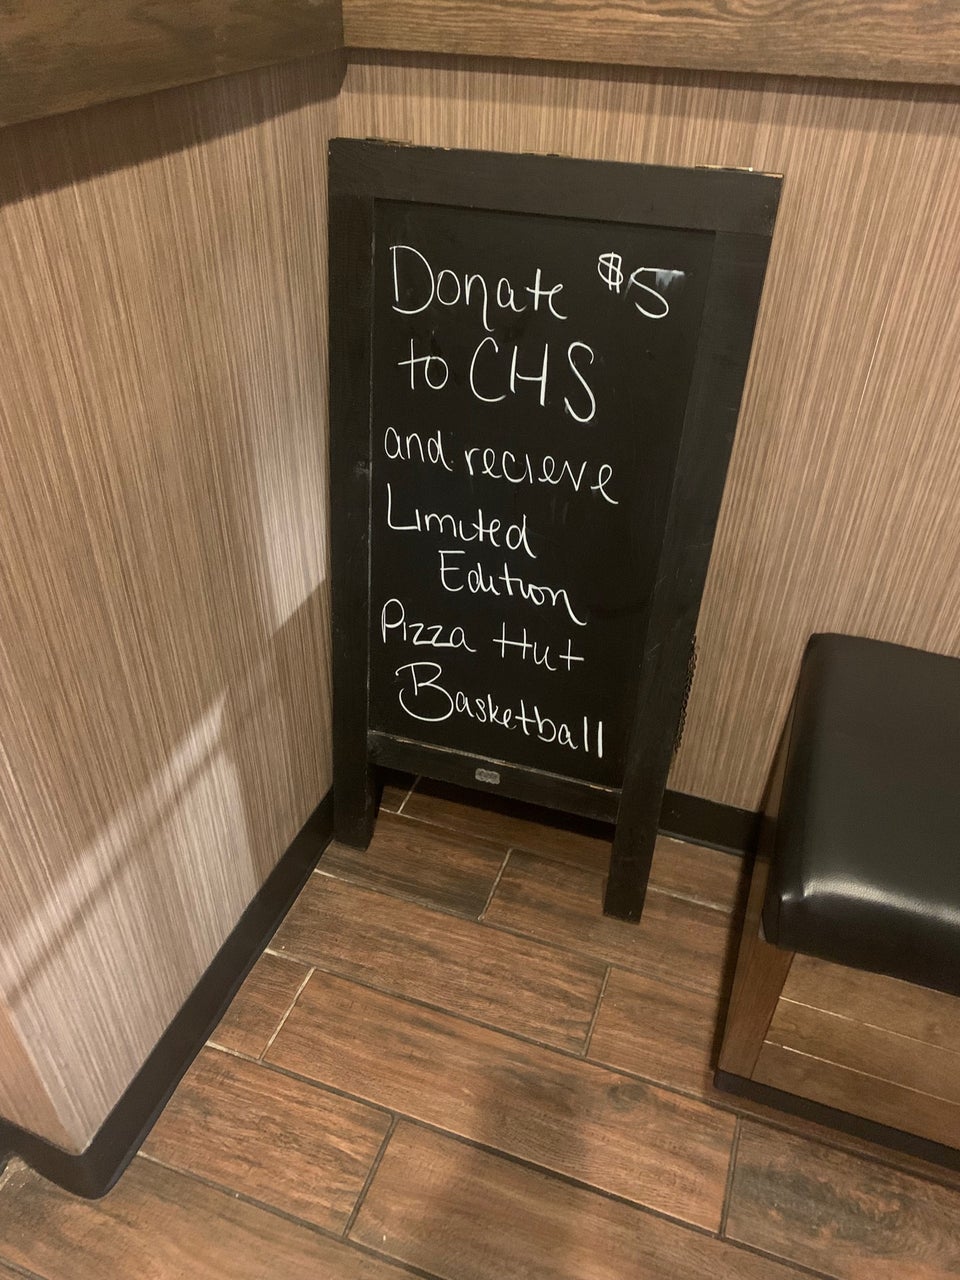 Donate $5
to CHS
and recieve
Limited
Edition
Pizza Hut
Basketball